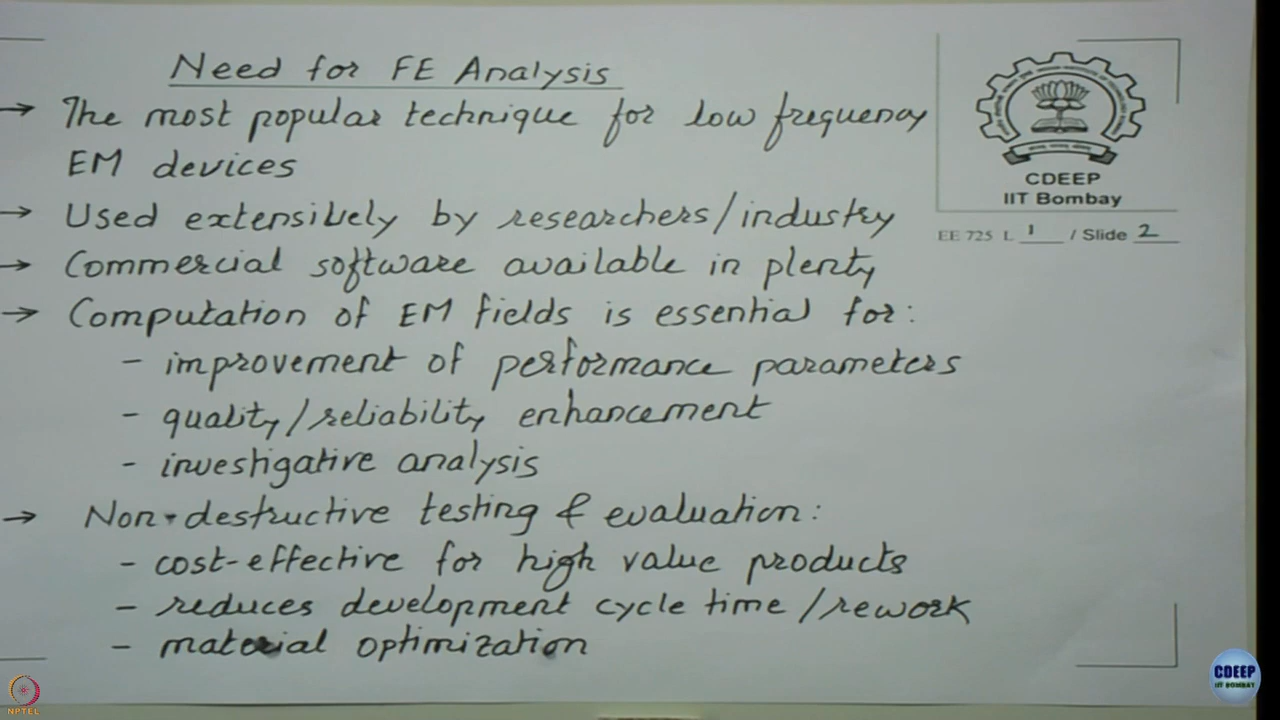 Need for FE Analysis
→ The most popular technique for low frequency
EM devices
→ Used extensively by researchers/industry
→ Commercial software available in plenty
→ Computation of EM fields is essential for:
- improvement of performance parameters
- quality/reliability enhancement
- investigative analysis
→ Non-destructive testing & evaluation:
- cost-effective for high value products
- reduces development cycle time/rework
- material optimization
CDEEP
IIT Bombay
EE 725 L 1 / Slide 2
NPTEL
CDEEP
IIT BOMBAY